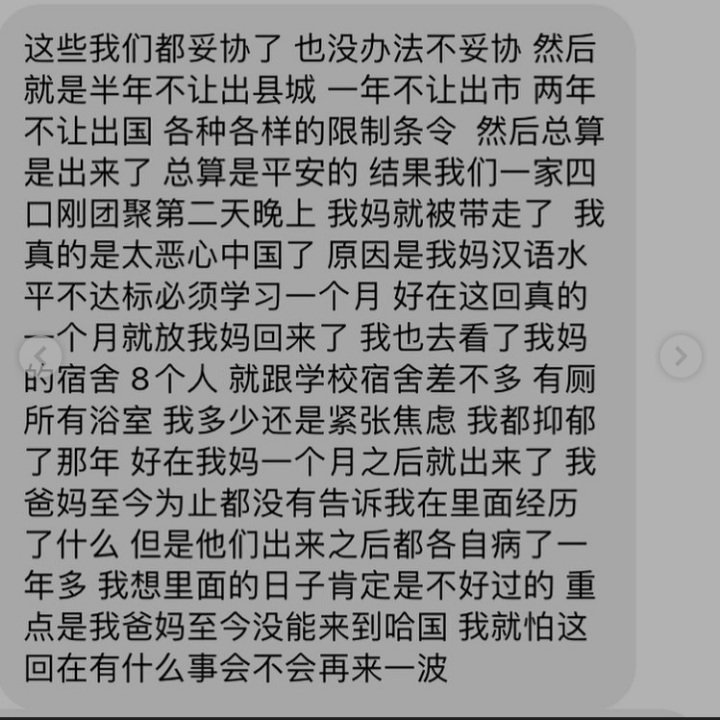 这些我们都妥协了 也没办法不妥协 然后
就是半年不让出县城 一年不让出市 两年
不让出国 各种各样的限制条令 然后总算
是出来了 总算是平安的 结果我们一家四
口刚团聚第二天晚上 我妈就被带走了 我
真的是太恶心中国了 原因是我妈汉语水
平不达标必须学习一个月 好在这回真的
一个月就放我妈回来了 我也去看了我妈
的宿舍 8个人 就跟学校宿舍差不多 有厕
所有浴室 我多少还是紧张焦虑 我都抑郁
了那年 好在我妈一个月之后就出来了 我
爸妈至今为止都没有告诉我在里面经历
了什么 但是他们出来之后都各自病了一
年多 我想里面的日子肯定是不好过的 重
点是我爸妈至今没能来到哈国 我就怕这
回在有什么事会不会再来一波